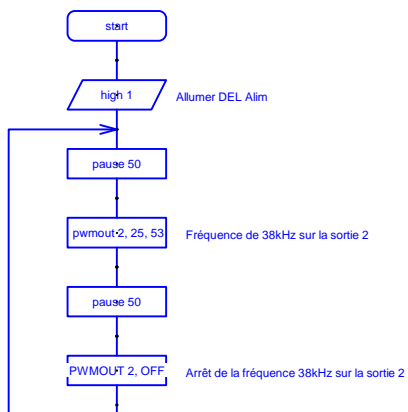 start
high 1
Allumer DEL Alim
pause 50
pwmout 2, 25, 53
Fréquence de 38kHz sur la sortie 2
pause 50
PWMOUT 2, OFF
Arrêt de la fréquence 38kHz sur la sortie 2